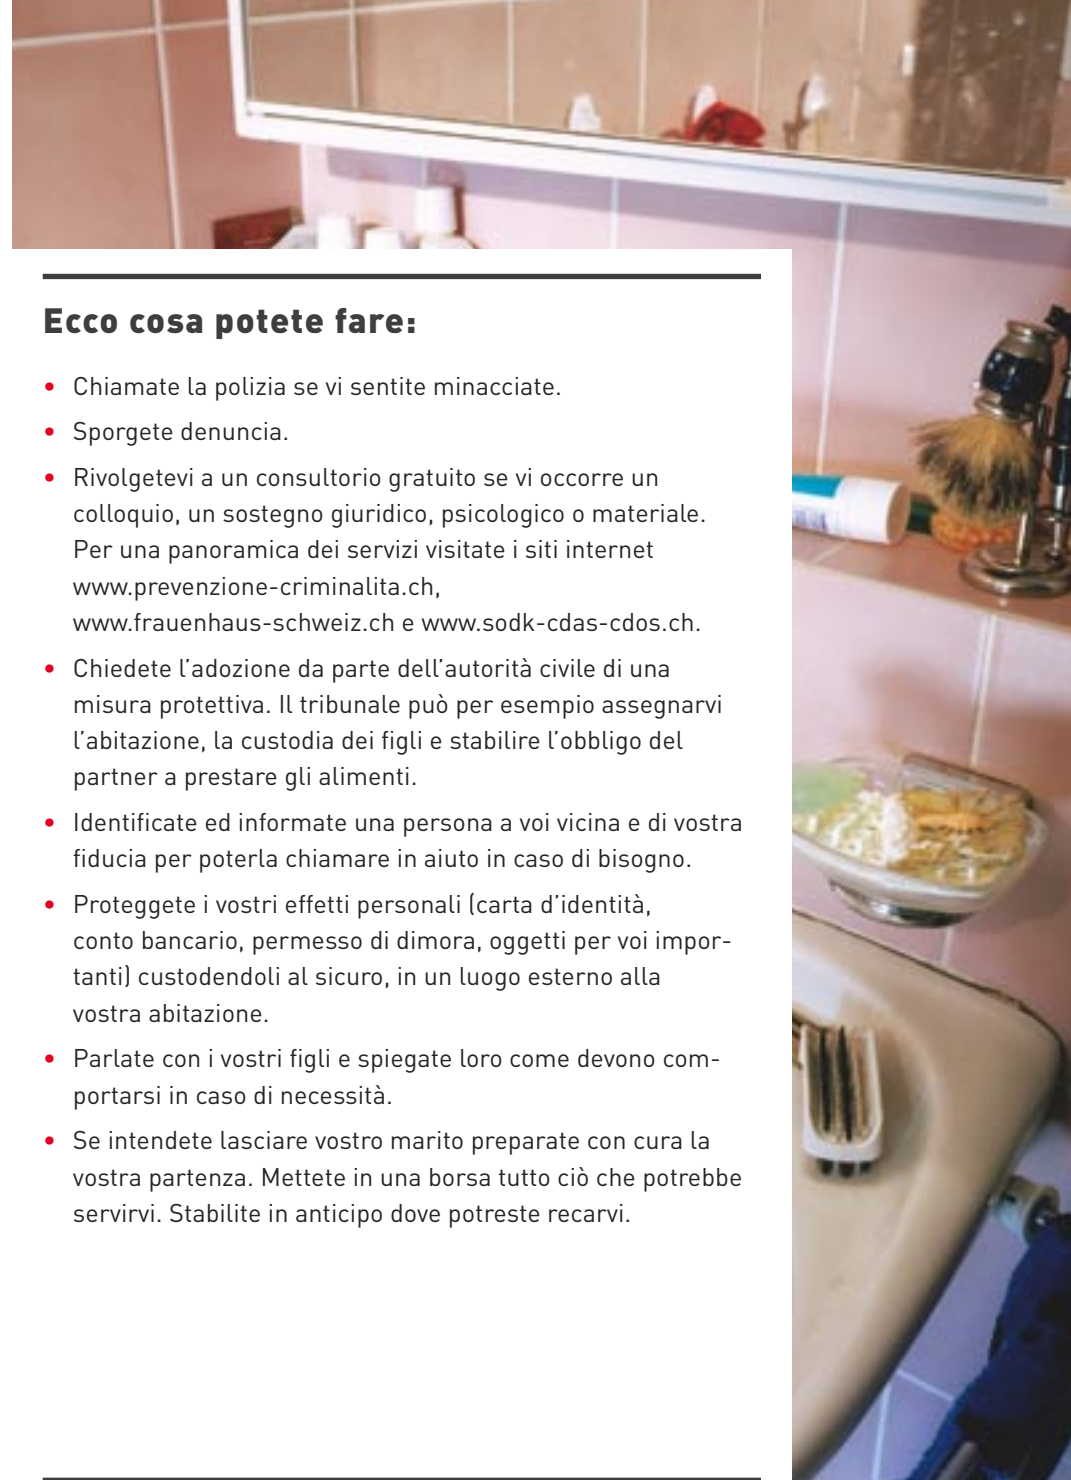 Ecco cosa potete fare:
• Chiamate la polizia se vi sentite minacciate.
• Sporgete denuncia.
• Rivolgetevi a un consultorio gratuito se vi occorre un
colloquio, un sostegno giuridico, psicologico o materiale.
Per una panoramica dei servizi visitate i siti internet
www.prevenzione-criminalita.ch,
www.frauenhaus-schweiz.ch e www.sodk-cdas-cdos.ch.
• Chiedete l’adozione da parte dell’autorità civile di una
misura protettiva. Il tribunale può per esempio assegnarvi
l’abitazione, la custodia dei figli e stabilire l’obbligo del
partner a prestare gli alimenti.
• Identificate ed informate una persona a voi vicina e di vostra
fiducia per poterla chiamare in aiuto in caso di bisogno.
• Proteggete i vostri effetti personali (carta d’identità,
conto bancario, permesso di dimora, oggetti per voi impor-
tanti) custodendoli al sicuro, in un luogo esterno alla
vostra abitazione.
• Parlate con i vostri figli e spiegate loro come devono com-
portarsi in caso di necessità.
• Se intendete lasciare vostro marito preparate con cura la
vostra partenza. Mettete in una borsa tutto ciò che potrebbe
servirvi. Stabilite in anticipo dove potreste recarvi.